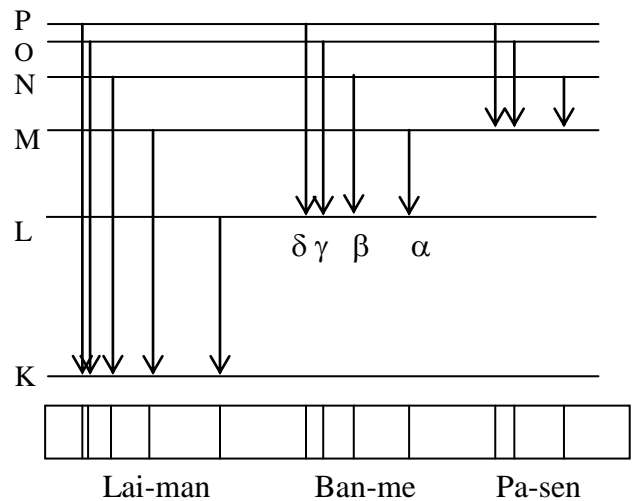 P
O
N
M
L
δ γ β α
K
Lai-man Ban-me Pa-sen